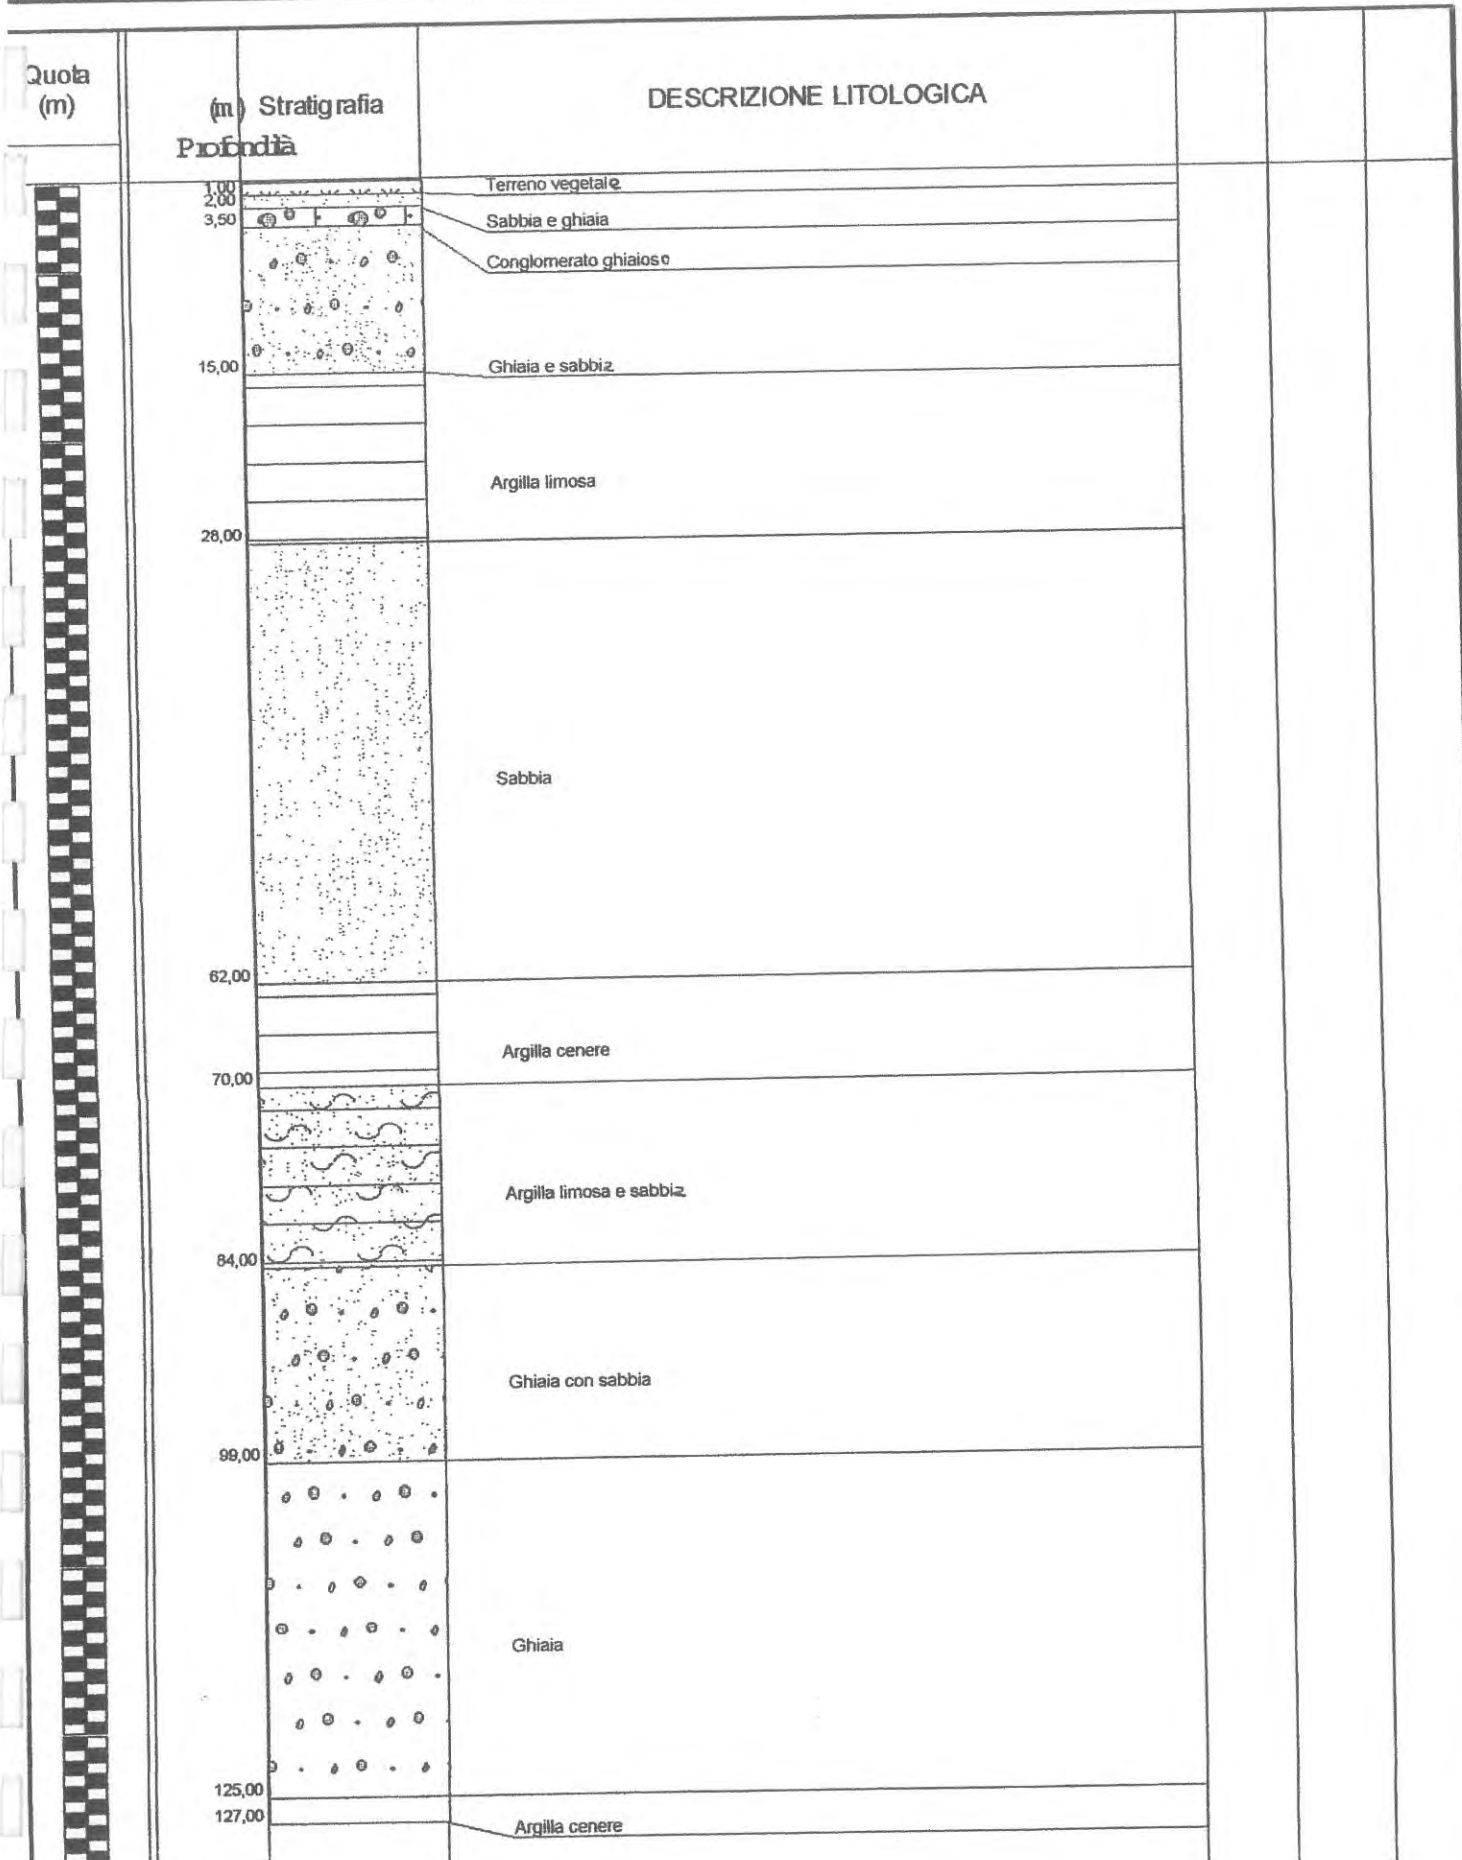 Quota
(m)
(m) Stratigrafia
Profondità
DESCRIZIONE LITOLOGICA
1,00
Terreno vegetale
2,00
3,50
Sabbia e ghiaia
Conglomerato ghiaioso
15,00
Ghiaia e sabbia
Argilla limosa
28,00
Sabbia
62,00
Argilla cenere
70,00
Argilla limosa e sabbia
84,00
Ghiaia con sabbia
99,00
Ghiaia
125,00
127,00
Argilla cenere